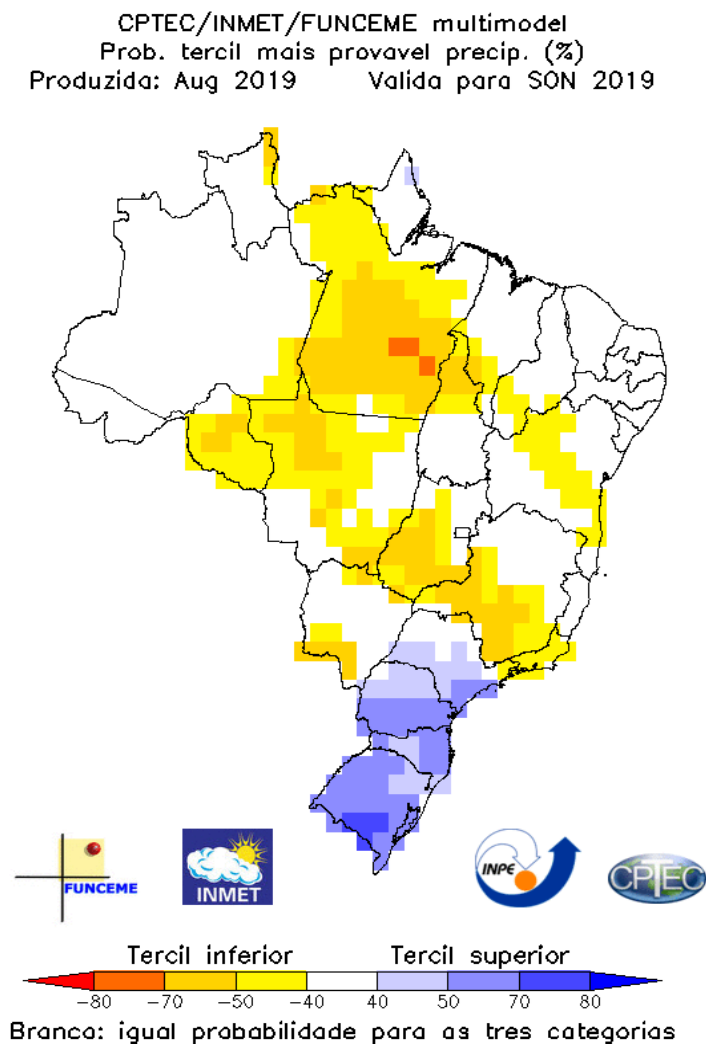 CPTEC/INMET/FUNCEME multimodel
Prob. tercil mais provavel precip. (%)
Produzida: Aug 2019 Valida para SON 2019
FUNCEME
INMET
INPE
CPTEC
Tercil inferior Tercil superior
-80 -70 -50 -40 40 50 70 80
Branca: igual probabilidade para as tres categorias